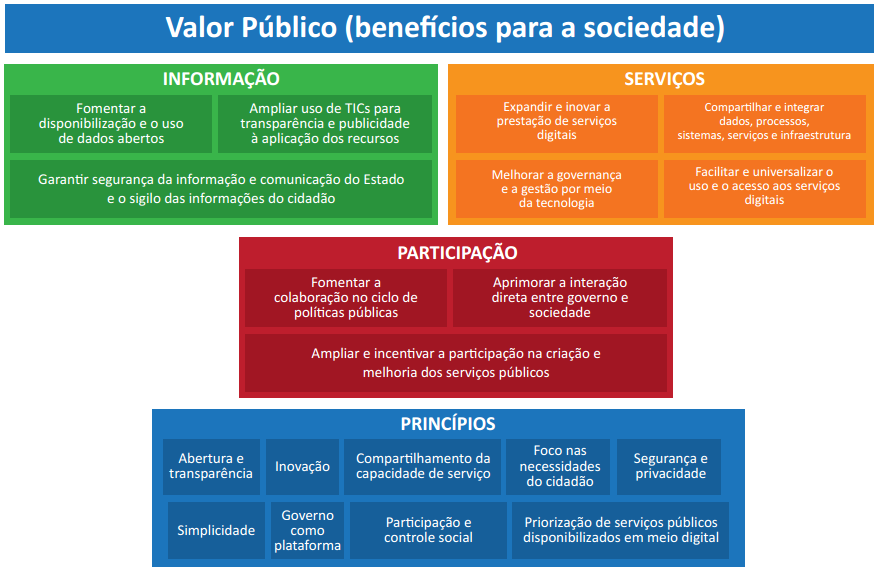 Valor Público (benefícios para a sociedade)
INFORMAÇÃO
Fomentar a
disponibilização e o uso
de dados abertos
Ampliar uso de TICs para
transparência e publicidade
à aplicação dos recursos
Garantir segurança da informação e comunicação do Estado
e o sigilo das informações do cidadão
SERVIÇOS
Expandir e inovar a
prestação de serviços
digitais
Compartilhar e integrar
dados, processos,
sistemas, serviços e infraestrutura
Melhorar a governança
e a gestão por meio
da tecnologia
Facilitar e universalizar o
uso e o acesso aos serviços
digitais
PARTICIPAÇÃO
Fomentar a
colaboração no ciclo de
políticas públicas
Aprimorar a interação
direta entre governo e
sociedade
Ampliar e incentivar a participação na criação e
melhoria dos serviços públicos
PRINCÍPIOS
Abertura e
transparência
Inovação
Compartilhamento da
capacidade de serviço
Foco nas
necessidades
do cidadão
Segurança e
privacidade
Simplicidade
Governo
como
plataforma
Participação e
controle social
Priorização de serviços públicos
disponibilizados em meio digital